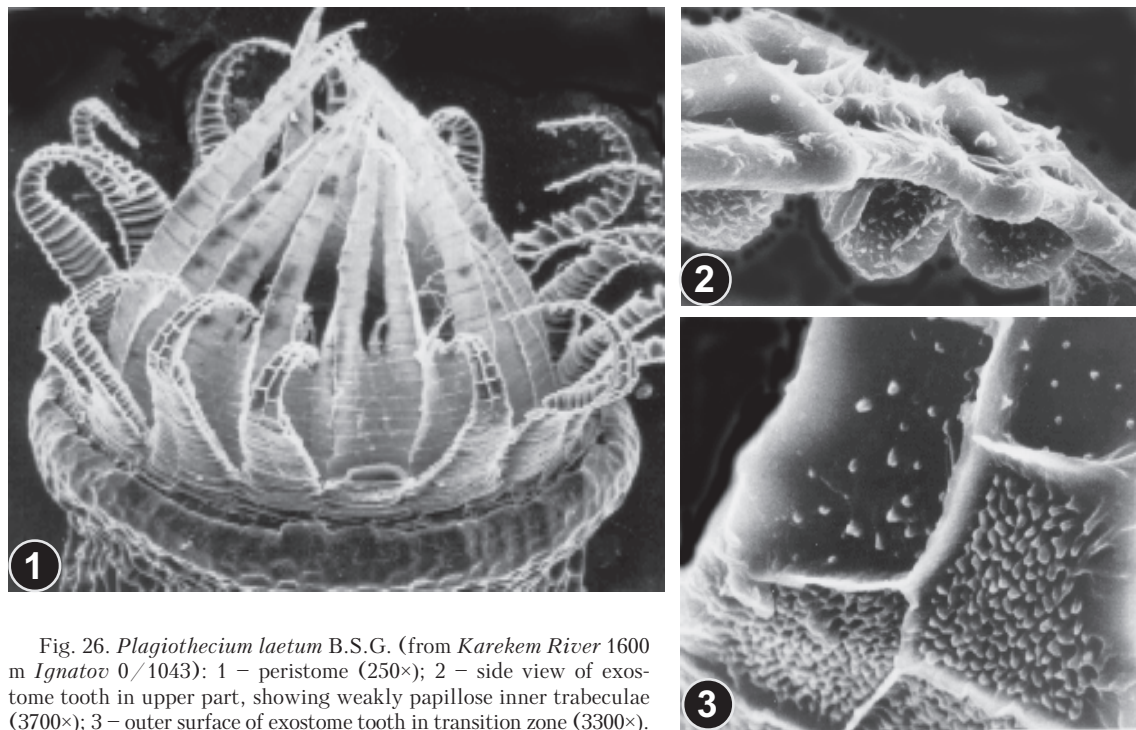 1
2
3
Fig. 26. Plagiothecium laetum B.S.G. (from Karekem River 1600
m Ignatov 0/1043): 1 – peristome (250×); 2 – side view of exos-
tome tooth in upper part, showing weakly papillose inner trabeculae
(3700×); 3 – outer surface of exostome tooth in transition zone (3300×).